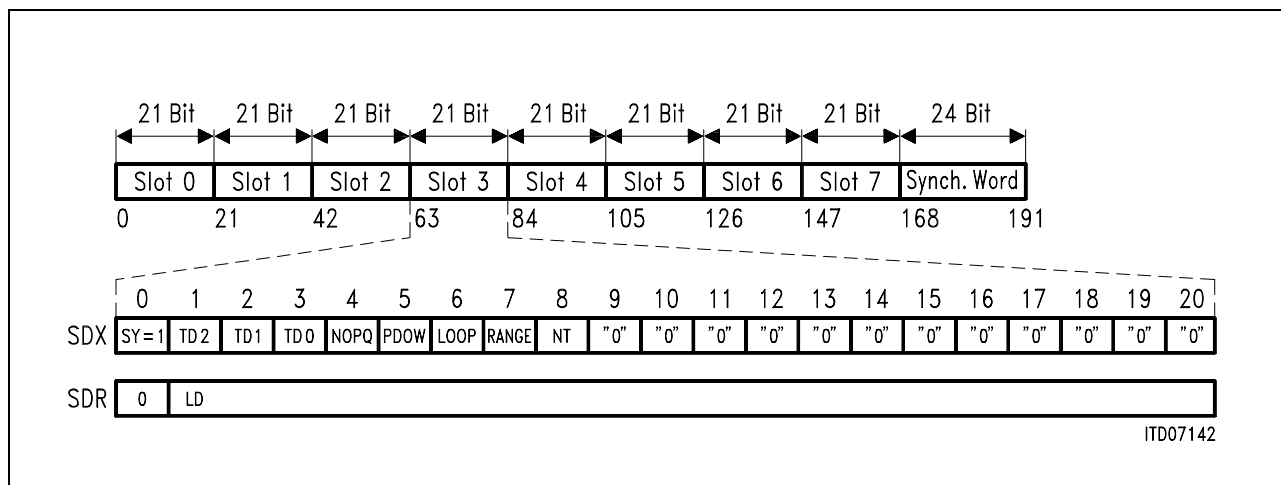 21 Bit 21 Bit 21 Bit 21 Bit 21 Bit 21 Bit 21 Bit 21 Bit 24 Bit
Slot 0 Slot 1 Slot 2 Slot 3 Slot 4 Slot 5 Slot 6 Slot 7 Synch. Word
0 21 42 63 84 105 126 147 168 191
0 1 2 3 4 5 6 7 8 9 10 11 12 13 14 15 16 17 18 19 20
SDX SY=1 TD2 TD1 TD0 NOPQ PDOW LOOP RANGE NT "0" "0" "0" "0" "0" "0" "0" "0" "0" "0" "0" "0"
SDR 0 LD
ITD07142